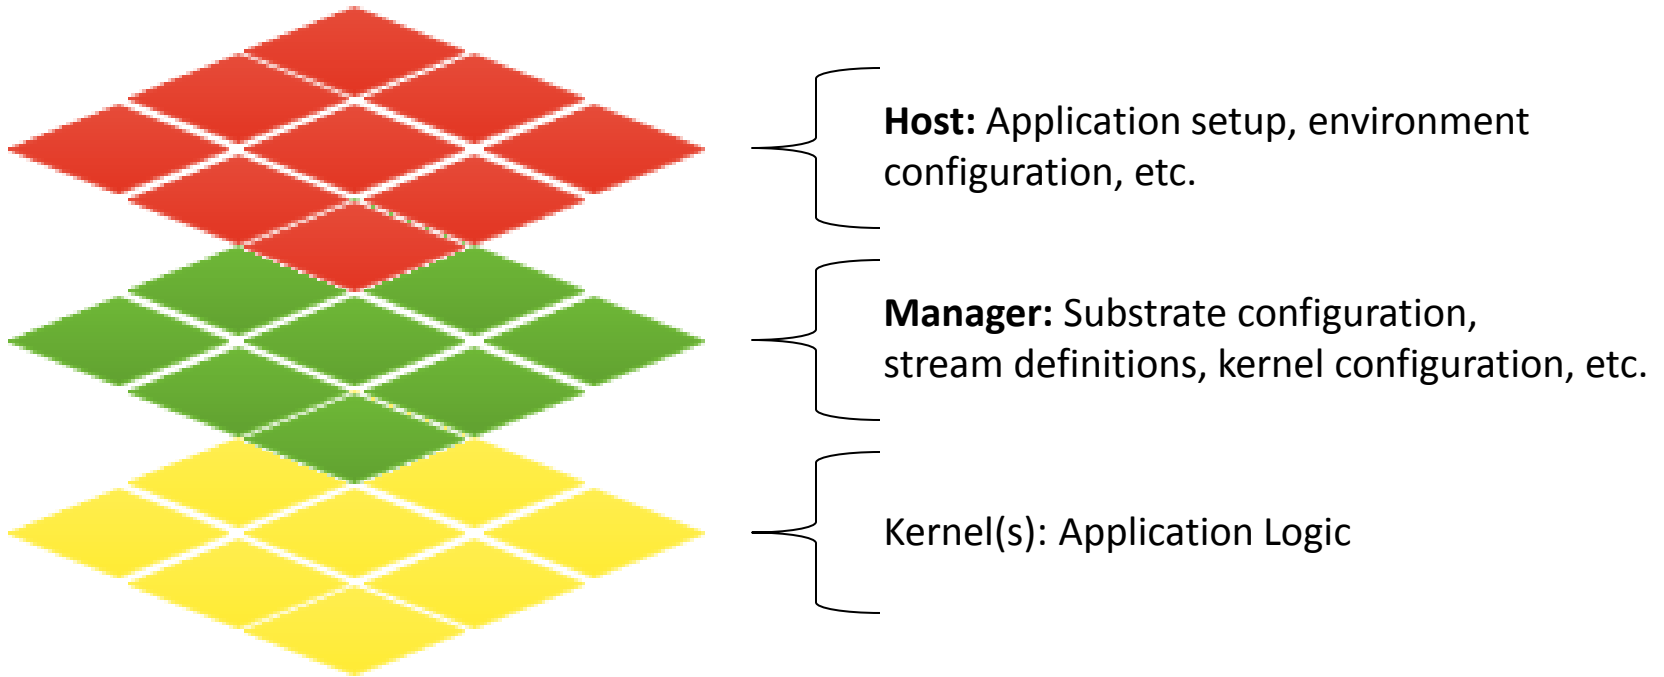 Host: Application setup, environment
configuration, etc.
Manager: Substrate configuration,
stream definitions, kernel configuration, etc.
Kernel(s): Application Logic